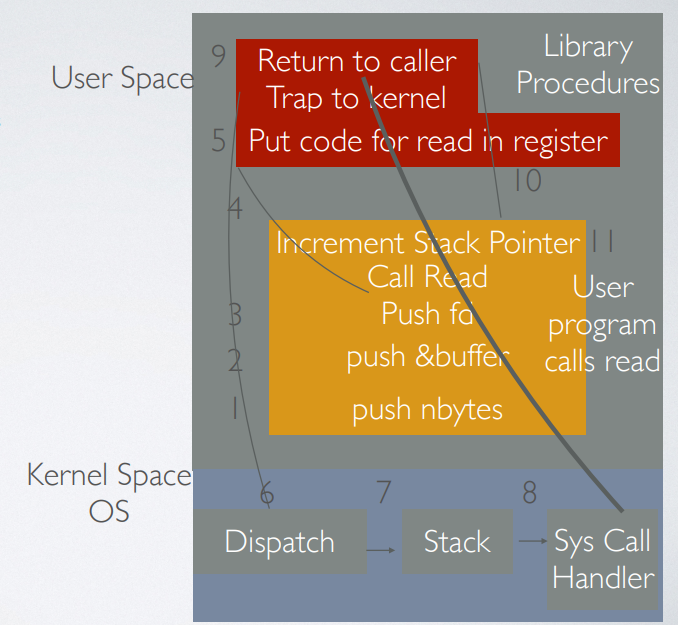 9
Return to caller
Library
Procedures
User Space
Trap to kernel
5
Put code for read in register
10
4
Increment Stack Pointer
11
Call Read
User
program
calls read
3
Push fd
2
push &buffer
1
push nbytes
Kernel Space
OS
6
7
8
Dispatch
Stack
Sys Call
Handler